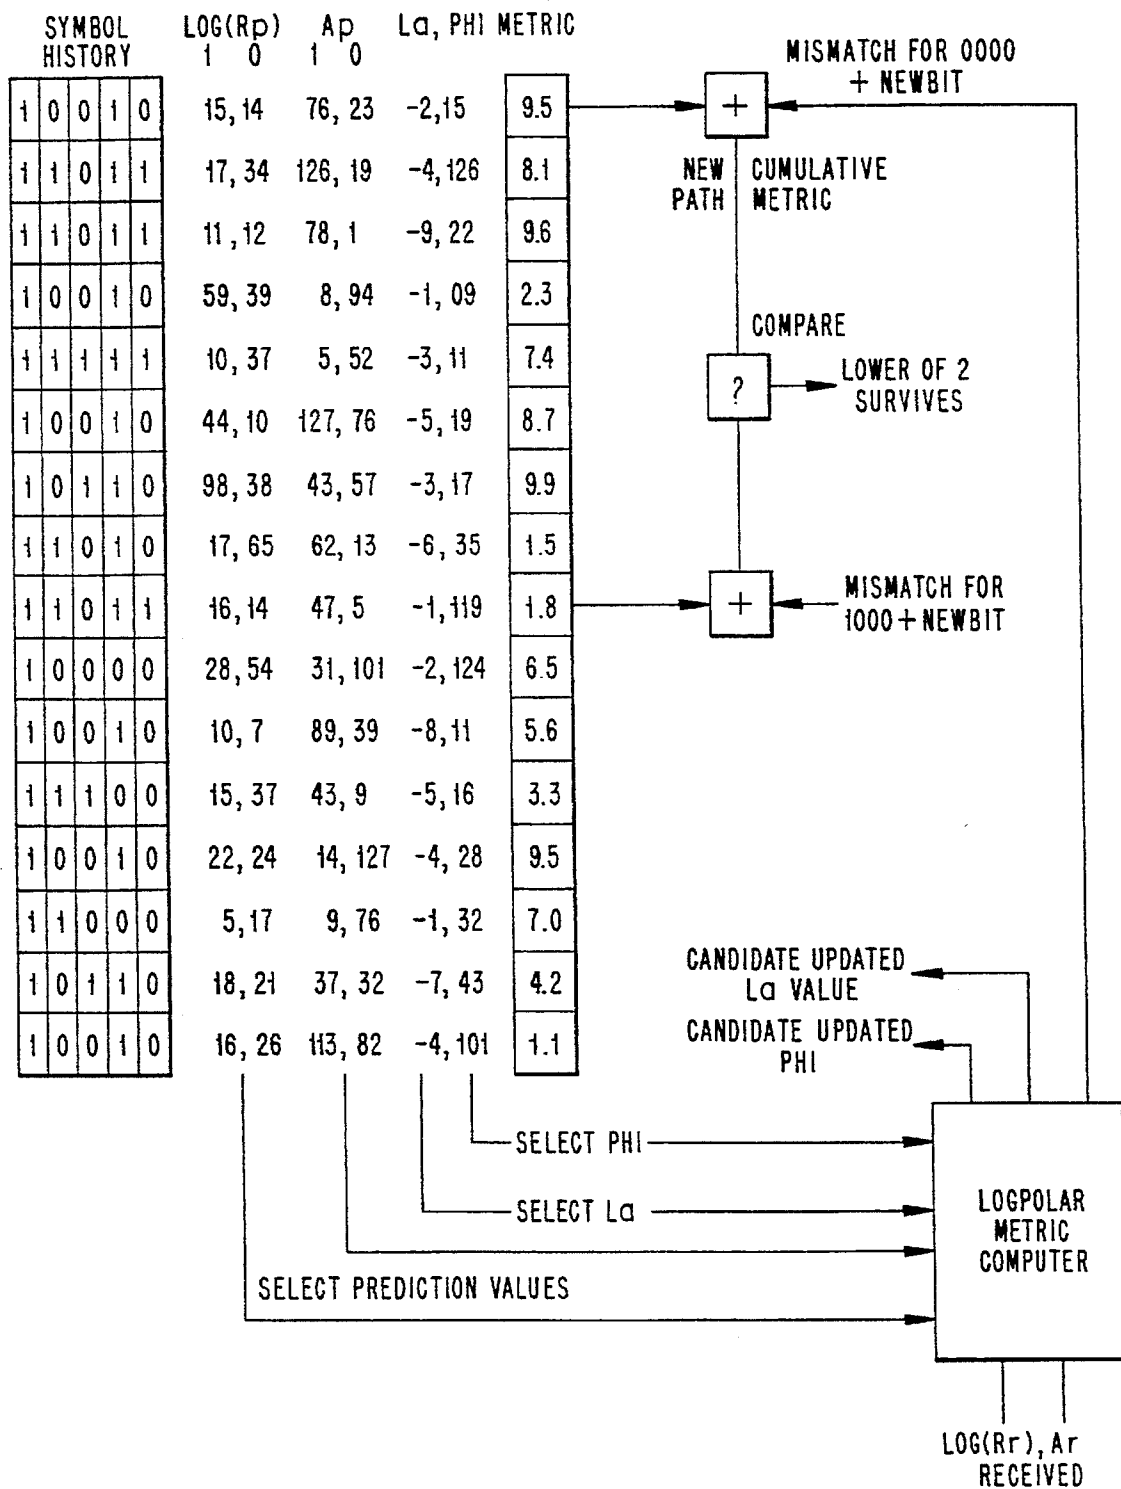 SYMBOL HISTORY LOG(Rp) 1 0 Ap 1 0 La, PHI METRIC
1 0 0 1 0 15, 14 76, 23 -2, 15 9.5
1 1 0 1 1 17, 34 126, 19 -4, 126 8.1
1 1 0 1 1 11, 12 78, 1 -9, 22 9.6
1 0 0 1 0 59, 39 8, 94 -1, 09 2.3
1 1 1 1 1 10, 37 5, 52 -3, 11 7.4
1 0 0 1 0 44, 10 127, 76 -5, 19 8.7
1 0 1 1 0 98, 38 43, 57 -3, 17 9.9
1 1 0 1 0 17, 65 62, 13 -6, 35 1.5
1 1 0 1 1 16, 14 47, 5 -1, 119 1.8
1 0 0 0 0 28, 54 31, 101 -2, 124 6.5
1 0 0 1 0 10, 7 89, 39 -8, 11 5.6
1 1 1 0 0 15, 37 43, 9 -5, 16 3.3
1 0 0 1 0 22, 24 14, 127 -4, 28 9.5
1 1 0 0 0 5, 17 9, 76 -1, 32 7.0
1 0 1 1 0 18, 21 37, 32 -7, 43 4.2
1 0 0 1 0 16, 26 113, 82 -4, 101 1.1
MISMATCH FOR 0000
+ NEWBIT
+
NEW CUMULATIVE
PATH METRIC
COMPARE
?
LOWER OF 2
SURVIVES
+
MISMATCH FOR
1000 + NEWBIT
CANDIDATE UPDATED
La VALUE
CANDIDATE UPDATED
PHI
SELECT PHI
SELECT La
SELECT PREDICTION VALUES
LOGPOLAR
METRIC
COMPUTER
LOG(Rr), Ar
RECEIVED